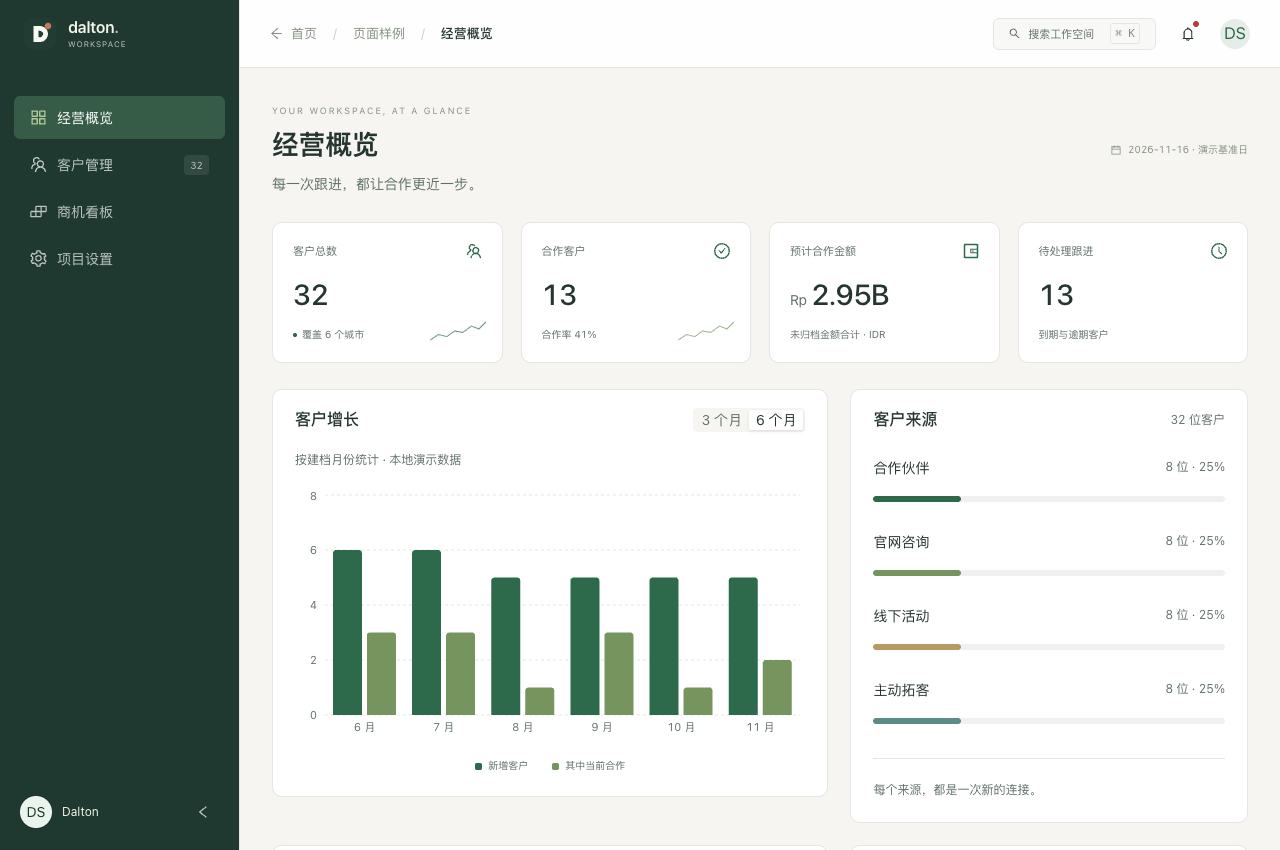 dalton.
WORKSPACE
经营概览
客户管理 32
商机看板
项目设置
DS Dalton
首页 / 页面样例 / 经营概览
搜索工作空间 ⌘ K
DS
YOUR WORKSPACE, AT A GLANCE
经营概览
2026-11-16 · 演示基准日
每一次跟进，都让合作更近一步。
客户总数
32
覆盖 6 个城市
合作客户
13
合作率 41%
预计合作金额
Rp 2.95B
未归档金额合计 · IDR
待处理跟进
13
到期与逾期客户
客户增长
3 个月 6 个月
按建档月份统计 · 本地演示数据
8
6
4
2
0
6 月 7 月 8 月 9 月 10 月 11 月
新增客户 其中当前合作
客户来源 32 位客户
合作伙伴 8 位 · 25%
官网咨询 8 位 · 25%
线下活动 8 位 · 25%
主动拓客 8 位 · 25%
每个来源，都是一次新的连接。